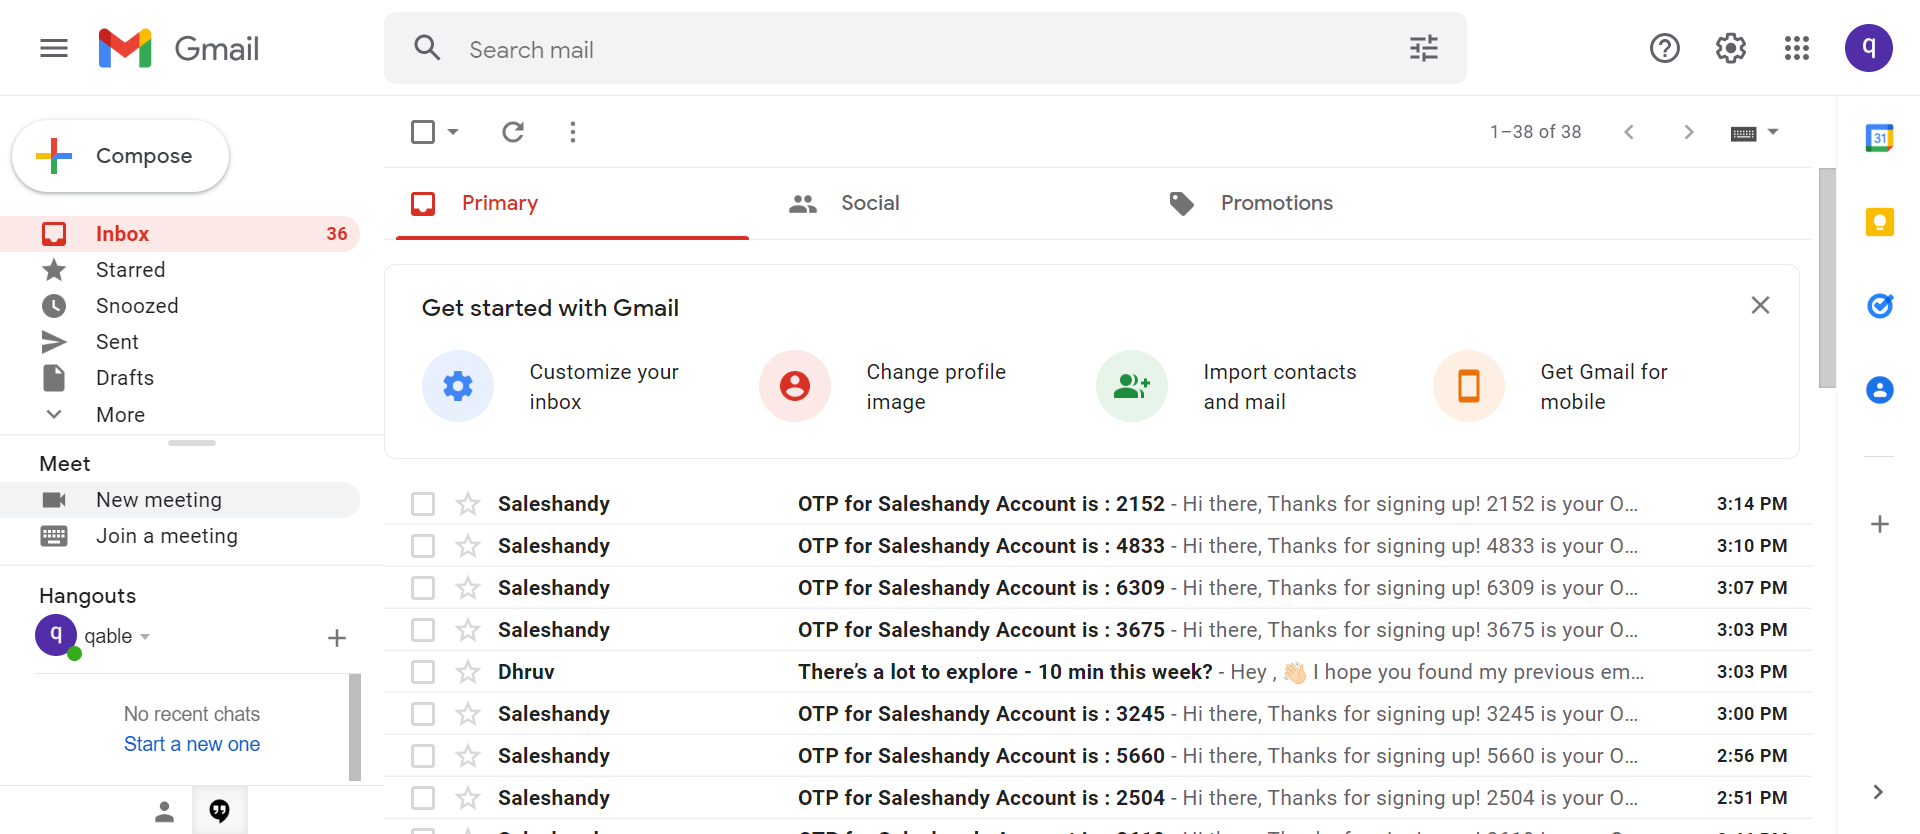 Gmail
Search mail
q
Compose
1–38 of 38
31
Primary
Social
Promotions
Inbox 36
Starred
Snoozed
Sent
Drafts
More
Get started with Gmail
Customize your
inbox
Change profile
image
Import contacts
and mail
Get Gmail for
mobile
Meet
New meeting
Join a meeting
Hangouts
q qable
No recent chats
Start a new one
Saleshandy OTP for Saleshandy Account is : 2152 - Hi there, Thanks for signing up! 2152 is your O... 3:14 PM
Saleshandy OTP for Saleshandy Account is : 4833 - Hi there, Thanks for signing up! 4833 is your O... 3:10 PM
Saleshandy OTP for Saleshandy Account is : 6309 - Hi there, Thanks for signing up! 6309 is your O... 3:07 PM
Saleshandy OTP for Saleshandy Account is : 3675 - Hi there, Thanks for signing up! 3675 is your O... 3:03 PM
Dhruv There’s a lot to explore - 10 min this week? - Hey , 👋🏻 I hope you found my previous em... 3:03 PM
Saleshandy OTP for Saleshandy Account is : 3245 - Hi there, Thanks for signing up! 3245 is your O... 3:00 PM
Saleshandy OTP for Saleshandy Account is : 5660 - Hi there, Thanks for signing up! 5660 is your O... 2:56 PM
Saleshandy OTP for Saleshandy Account is : 2504 - Hi there, Thanks for signing up! 2504 is your O... 2:51 PM